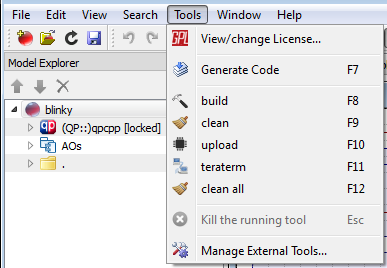 File Edit View Search Tools Window Help
Model Explorer
blinky
(QP::)qpcpp [locked]
AOs
.
GPL View/change License...
Generate Code F7
build F8
clean F9
upload F10
teraterm F11
clean all F12
Kill the running tool Esc
Manage External Tools...